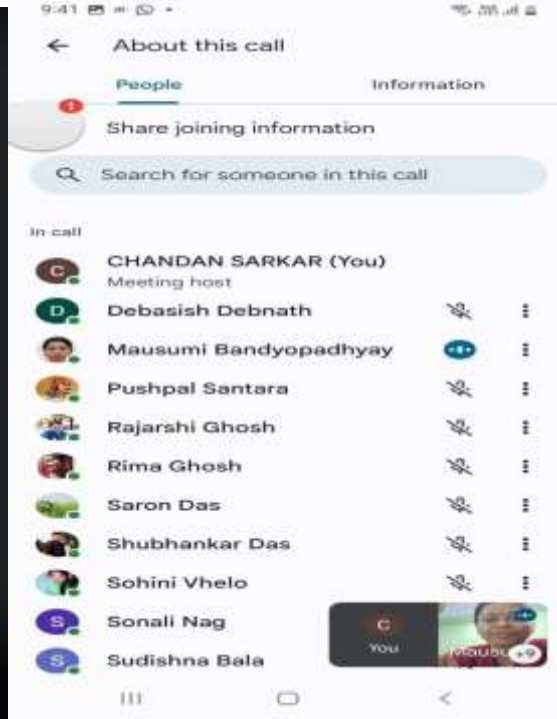 9:41
About this call
People Information
1
Share joining information
Search for someone in this call
In call
C CHANDAN SARKAR (You)
Meeting host
D Debasish Debnath
Mausumi Bandyopadhyay
Pushpal Santara
Rajarshi Ghosh
Rima Ghosh
Saron Das
Shubhankar Das
Sohini Vhelo
S Sonali Nag
C
You
Mausu +9
S Sudishna Bala